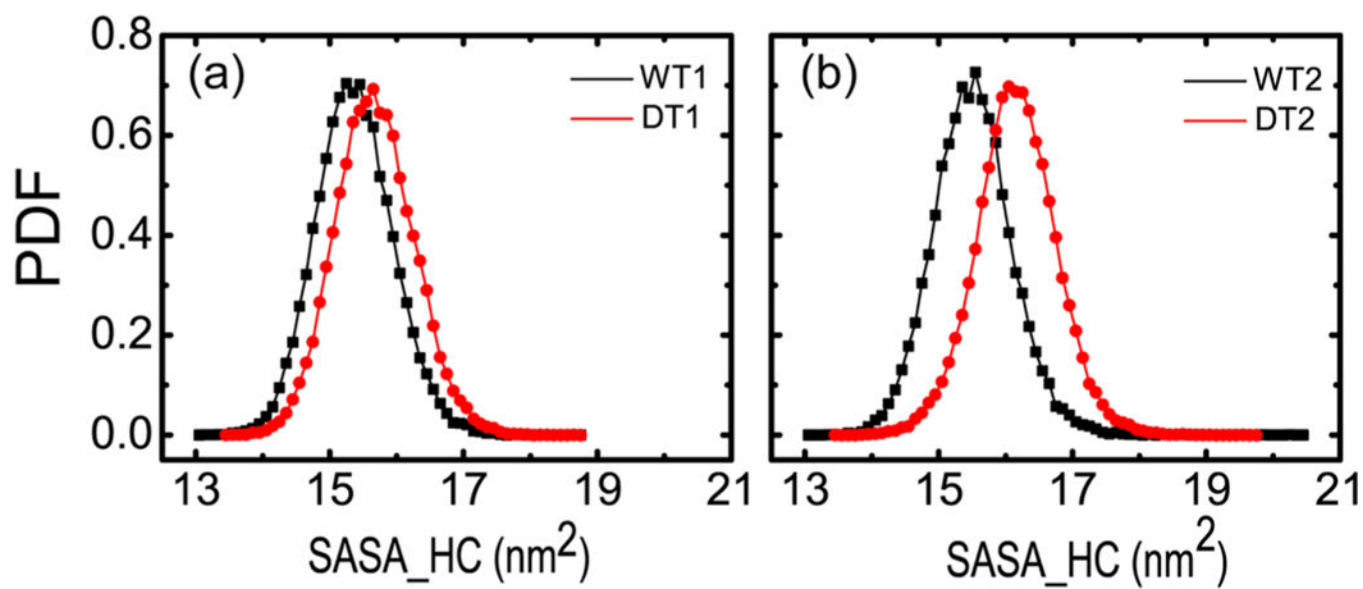 (a)
WT1
DT1
(b)
WT2
DT2
PDF
0.8
0.6
0.4
0.2
0.0
13 15 17 19 21
13 15 17 19 21
SASA_HC (nm²)
SASA_HC (nm²)